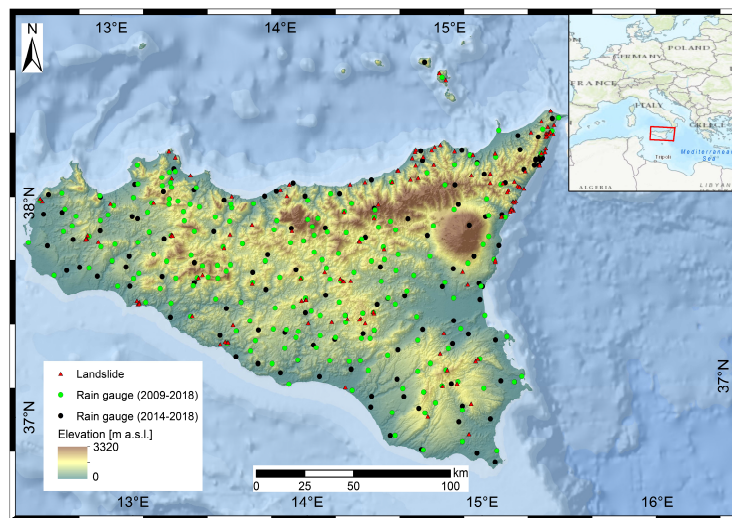 13°E 14°E 15°E
N
GERMANY
POLAND
FRANCE
ITALY
GREECE
Tripoli
Mediterranean
Sea
ALGERIA
38°N
37°N
37°N
Landslide
Rain gauge (2009-2018)
Rain gauge (2014-2018)
Elevation [m a.s.l.]
3320
0
km
0 25 50 100
13°E 14°E 15°E 16°E